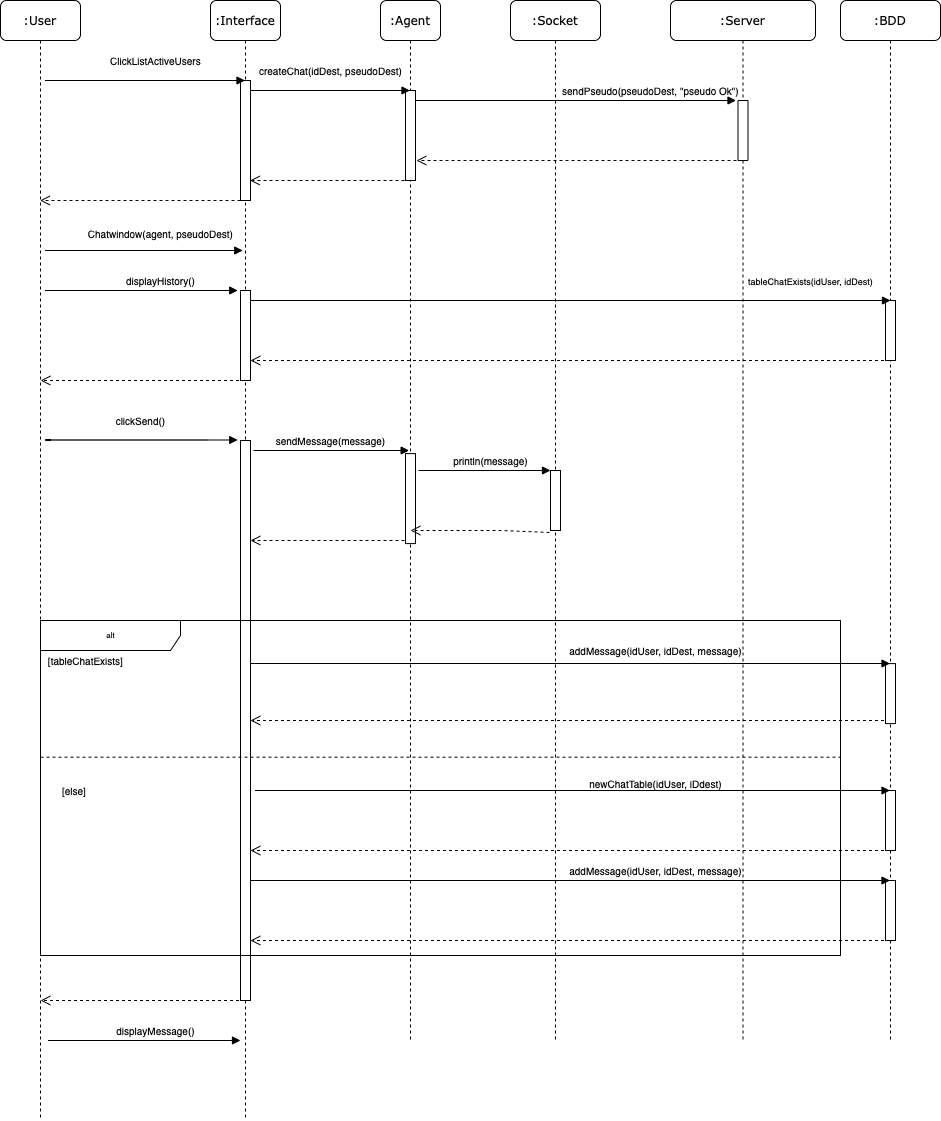 :User
:Interface
:Agent
:Socket
:Server
:BDD
ClickListActiveUsers
createChat(idDest, pseudoDest)
sendPseudo(pseudoDest, "pseudo Ok")
Chatwindow(agent, pseudoDest)
displayHistory()
tableChatExists(idUser, idDest)
clickSend()
sendMessage(message)
println(message)
alt
[tableChatExists]
addMessage(idUser, idDest, message)
[else]
newChatTable(idUser, iDdest)
addMessage(idUser, idDest, message)
displayMessage()